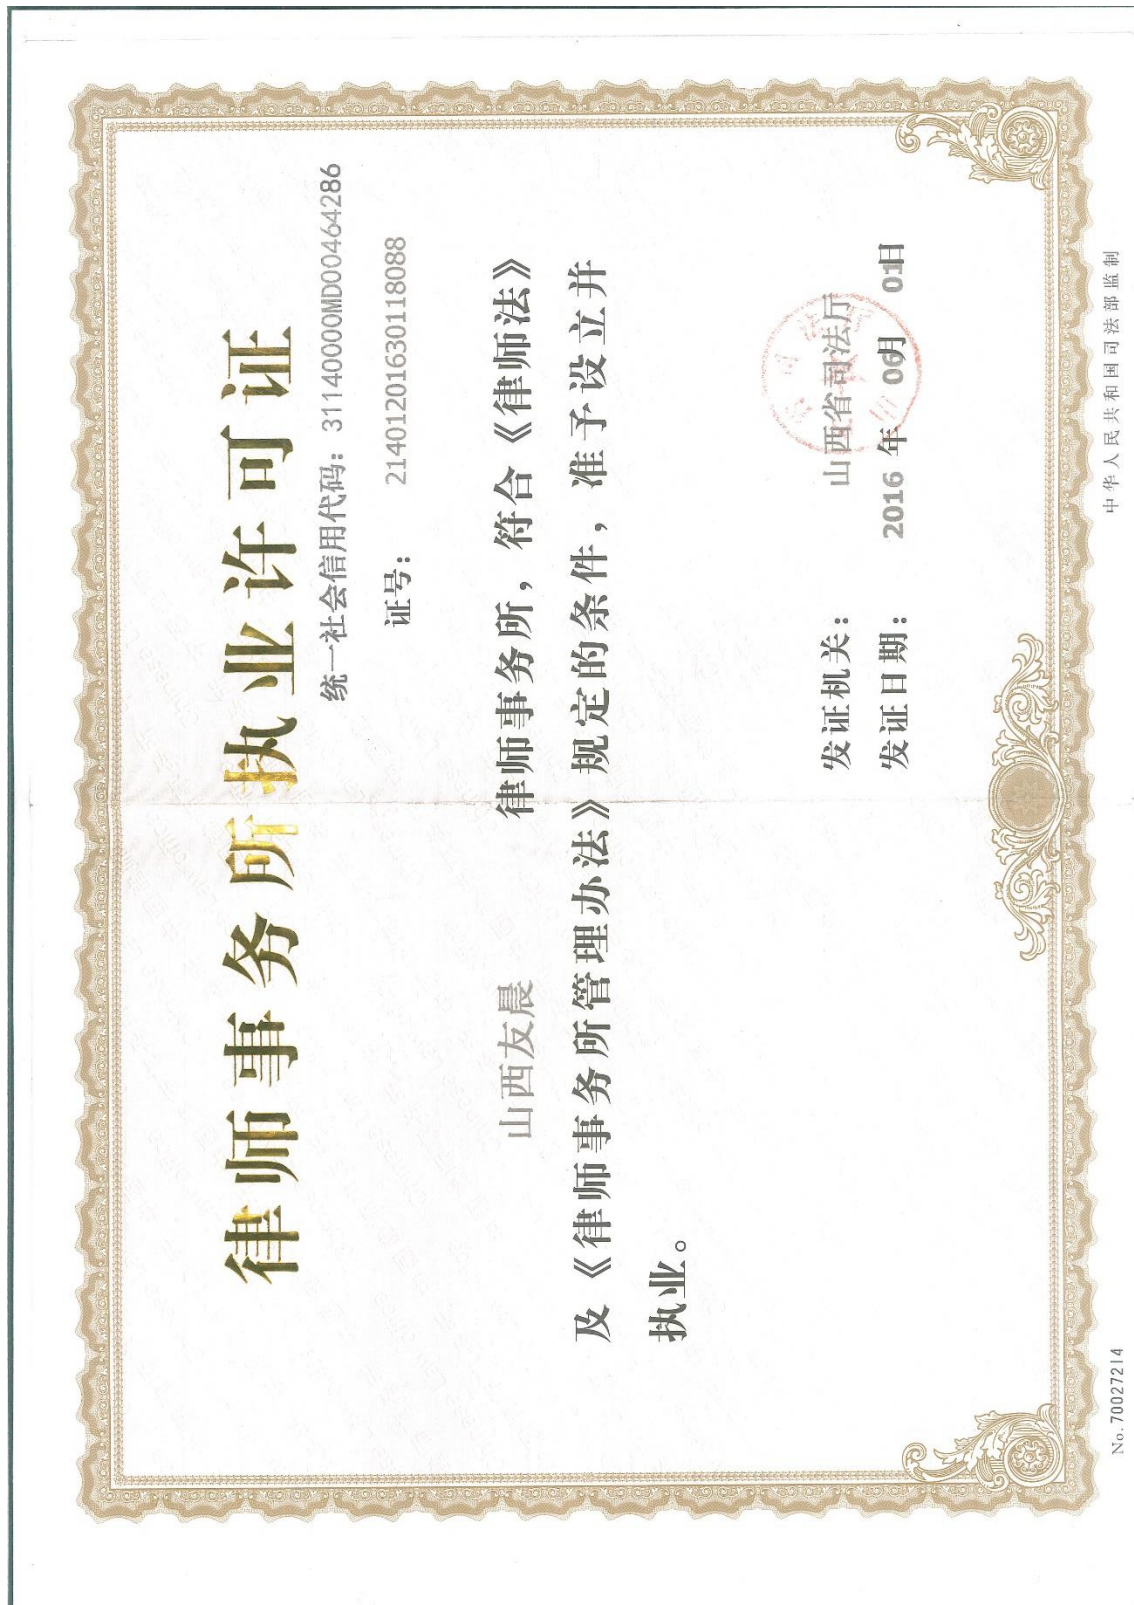 律师事务所执业许可证
统一社会信用代码：31140000MD00464286
证号：21401201630118088
山西友晨 律师事务所，符合《律师法》
及《律师事务所管理办法》规定的条件，准予设立并
执业。
发证机关：山西省司法厅
发证日期：2016年06月01日
No.70027214
中华人民共和国司法部监制